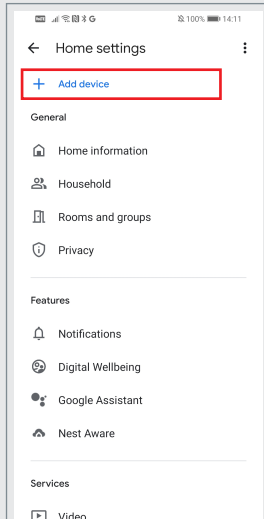 100% 14:11
Home settings
Add device
General
Home information
Household
Rooms and groups
Privacy
Features
Notifications
Digital Wellbeing
Google Assistant
Nest Aware
Services
Video